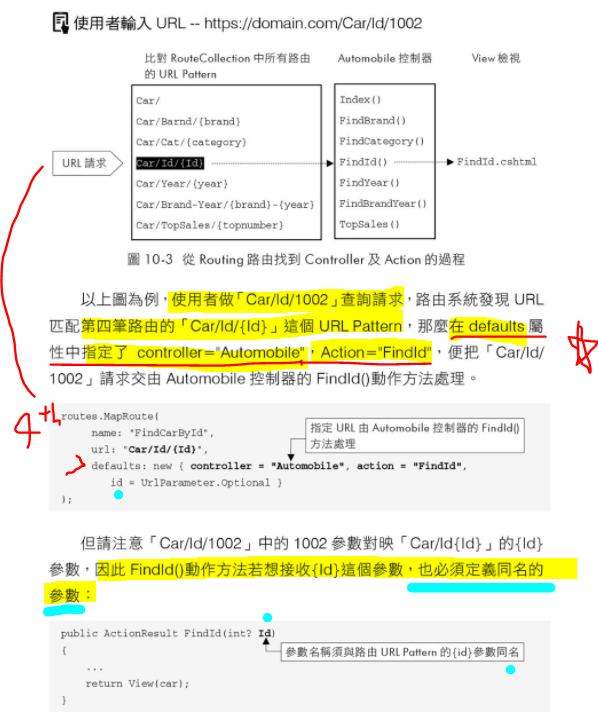 使用者輸入 URL -- https://domain.com/Car/Id/1002
比對 RouteCollection 中所有路由
的 URL Pattern
Automobile 控制器
View 檢視
URL 請求
Car/
Car/Barnd/{brand}
Car/Cat/{category}
Car/Id/{Id}
Car/Year/{year}
Car/Brand-Year/{brand}-{year}
Car/TopSales/{topnumber}
Index()
FindBrand()
FindCategory()
FindId()
FindYear()
FindBrandYear()
TopSales()
FindId.cshtml
圖 10-3 從 Routing 路由找到 Controller 及 Action 的過程
以上圖為例，使用者做「Car/Id/1002」查詢請求，路由系統發現 URL
匹配第四筆路由的「Car/Id/{Id}」這個 URL Pattern，那麼在 defaults 屬
性中指定了 controller="Automobile"，Action="FindId"，便把「Car/Id/
1002」請求交由 Automobile 控制器的 FindId()動作方法處理。
4th
routes.MapRoute(
name: "FindCarById",
url: "Car/Id/{Id}",
defaults: new { controller = "Automobile", action = "FindId",
id = UrlParameter.Optional }
);
指定 URL 由 Automobile 控制器的 FindId()
方法處理
但請注意「Car/Id/1002」中的 1002 參數對映「Car/Id{Id}」的{Id}
參數，因此 FindId()動作方法若想接收{Id}這個參數，也必須定義同名的
參數：
public ActionResult FindId(int? Id)
{
...
return View(car);
}
參數名稱須與路由 URL Pattern 的{id}參數同名